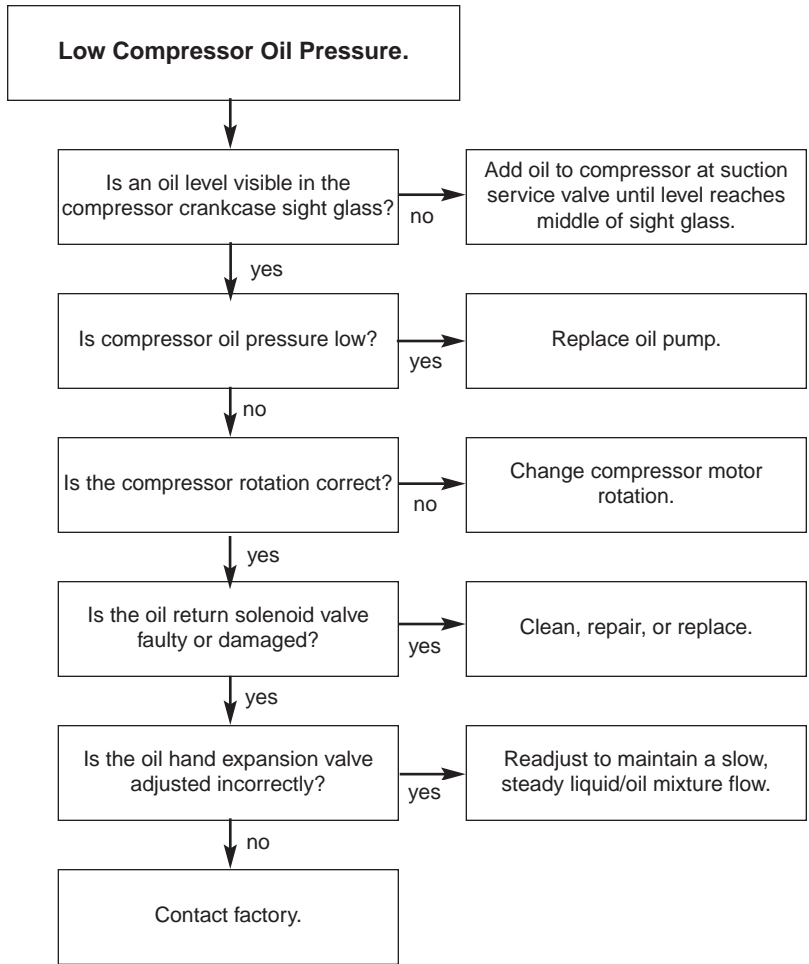 Low Compressor Oil Pressure.
Is an oil level visible in the
compressor crankcase sight glass?
no
Add oil to compressor at suction
service valve until level reaches
middle of sight glass.
yes
Is compressor oil pressure low?
yes
Replace oil pump.
no
Is the compressor rotation correct?
no
Change compressor motor
rotation.
yes
Is the oil return solenoid valve
faulty or damaged?
yes
Clean, repair, or replace.
yes
Is the oil hand expansion valve
adjusted incorrectly?
yes
Readjust to maintain a slow,
steady liquid/oil mixture flow.
no
Contact factory.